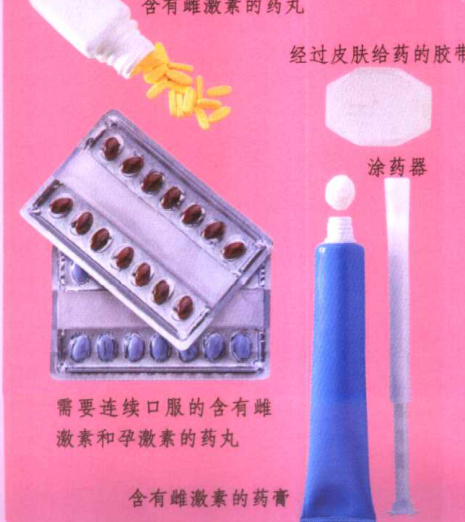 含有雌激素的药丸
经过皮肤给药的胶带
涂药器
需要连续口服的含有雌
激素和孕激素的药丸
含有雌激素的药膏